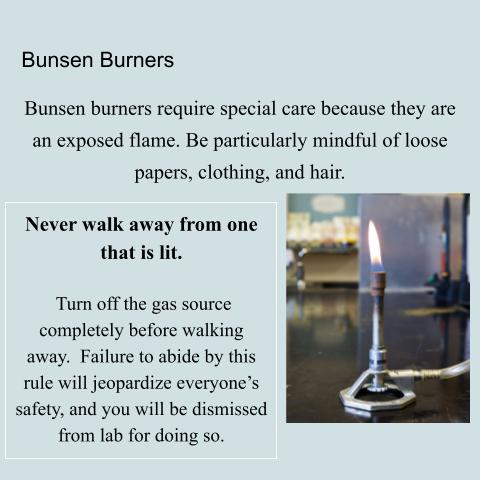 Bunsen Burners
Bunsen burners require special care because they are
an exposed flame. Be particularly mindful of loose
papers, clothing, and hair.
Never walk away from one
that is lit.
Turn off the gas source
completely before walking
away.  Failure to abide by this
rule will jeopardize everyone’s
safety, and you will be dismissed
from lab for doing so.